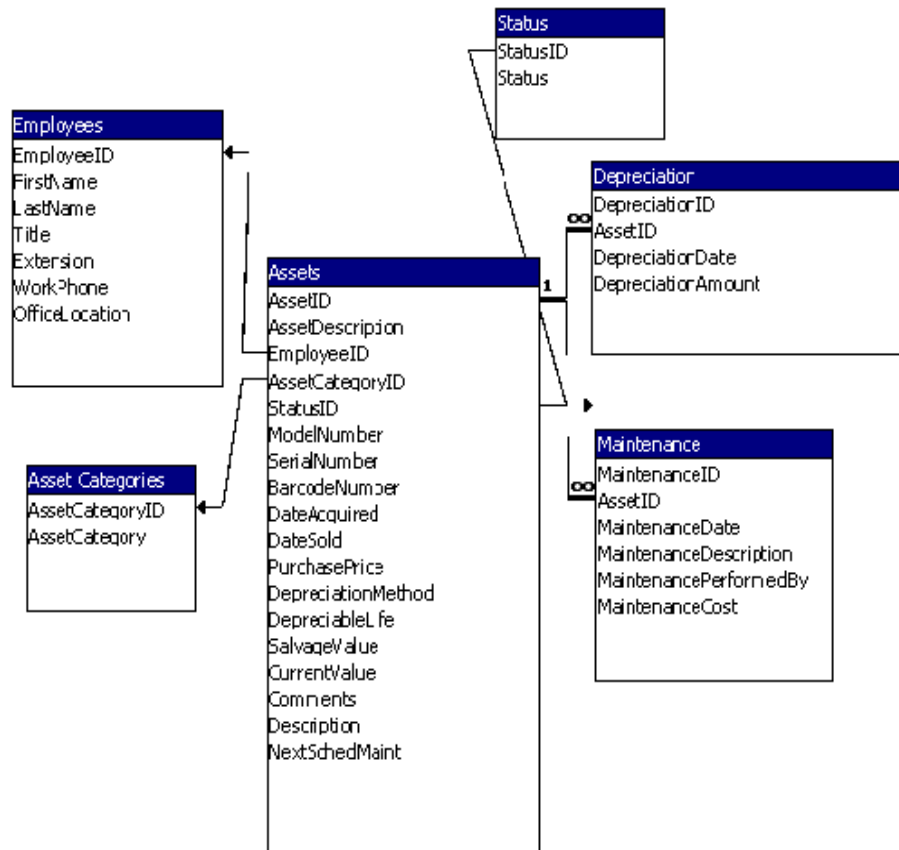 Status
StatusID
Status
Employees
EmployeeID
FirstName
LastName
Title
Extension
WorkPhone
OfficeLocation
Depreciation
DepreciationID
AssetID
DepreciationDate
DepreciationAmount
∞
1
Assets
AssetID
AssetDescription
EmployeeID
AssetCategoryID
StatusID
ModelNumber
SerialNumber
BarcodeNumber
DateAcquired
DateSold
PurchasePrice
DepreciationMethod
DepreciableLife
SalvageValue
CurrentValue
Comments
Description
NextSchedMaint
Asset Categories
AssetCategoryID
AssetCategory
Maintenance
MaintenanceID
∞
AssetID
MaintenanceDate
MaintenanceDescription
MaintenancePerformedBy
MaintenanceCost